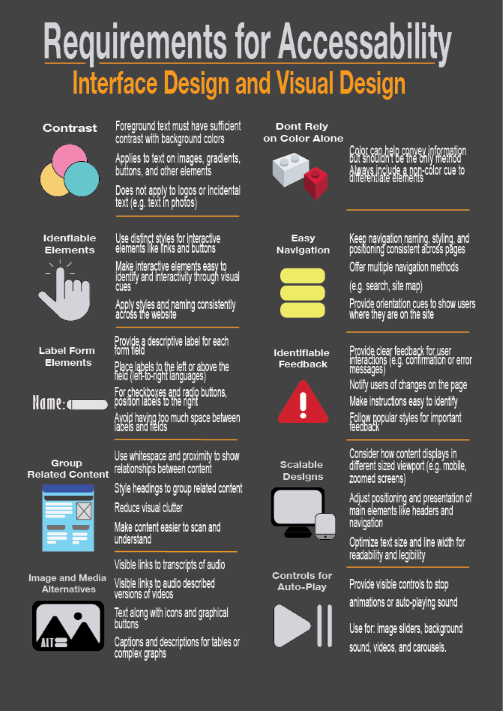 Requirements for Accessability
Interface Design and Visual Design
Contrast
Foreground text must have sufficient
contrast with background colors
Applies to text on images, gradients,
buttons, and other elements
Does not apply to logos or incidental
text (e.g. text in photos)
Identifiable
Elements
Use distinct styles for interactive
elements like links and buttons
Make interactive elements easy to
identify and interactivity through visual
cues
Apply styles and naming consistently
across the website
Label Form
Elements
Name:
Provide a descriptive label for each
form field
Place labels to the left or above the
field (left-to-right languages)
For checkboxes and radio buttons,
position labels to the right
Avoid having too much space between
labels and fields
Group
Related Content
Use whitespace and proximity to show
relationships between content
Style headings to group related content
Reduce visual clutter
Make content easier to scan and
understand
Image and Media
Alternatives
ALT
Visible links to transcripts of audio
Visible links to audio described
versions of videos
Text along with icons and graphical
buttons
Captions and descriptions for tables or
complex graphs
Dont Rely
on Color Alone
Color can help convey information
but shouldn't be the only method
Always include a non-color cue to
differentiate elements
Easy
Navigation
Keep navigation naming, styling, and
positioning consistent across pages
Offer multiple navigation methods
(e.g. search, site map)
Provide orientation cues to show users
where they are on the site
Identifiable
Feedback
Provide clear feedback for user
interactions (e.g. confirmation or error
messages)
Notify users of changes on the page
Make instructions easy to identify
Follow popular styles for important
feedback
Scalable
Designs
Consider how content displays in
different sized viewport (e.g. mobile,
zoomed screens)
Adjust positioning and presentation of
main elements like headers and
navigation
Optimize text size and line width for
readability and legibility
Controls for
Auto-Play
Provide visible controls to stop
animations or auto-playing sound
Use for: image sliders, background
sound, videos, and carousels.